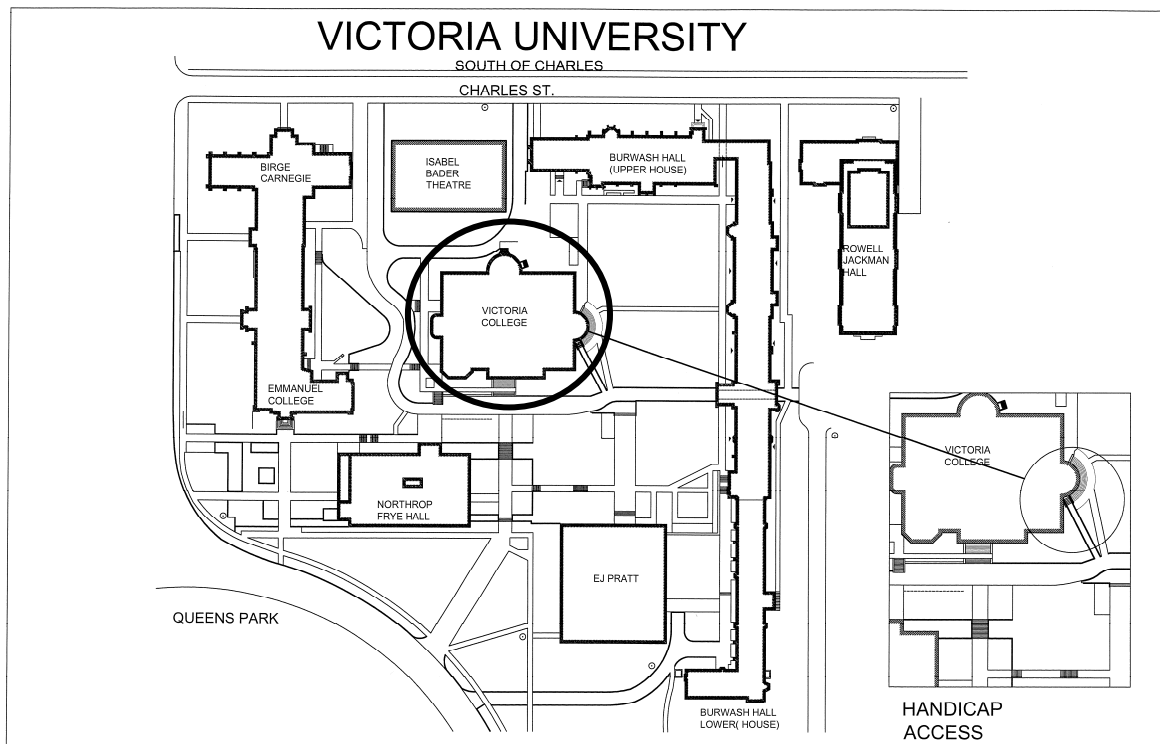 VICTORIA UNIVERSITY
SOUTH OF CHARLES
CHARLES ST.
BIRGE
CARNEGIE
ISABEL
BADER
THEATRE
BURWASH HALL
(UPPER HOUSE)
ROWELL
JACKMAN
HALL
VICTORIA
COLLEGE
EMMANUEL
COLLEGE
NORTHROP
FRYE HALL
EJ PRATT
QUEENS PARK
BURWASH HALL
LOWER( HOUSE)
VICTORIA
COLLEGE
HANDICAP
ACCESS